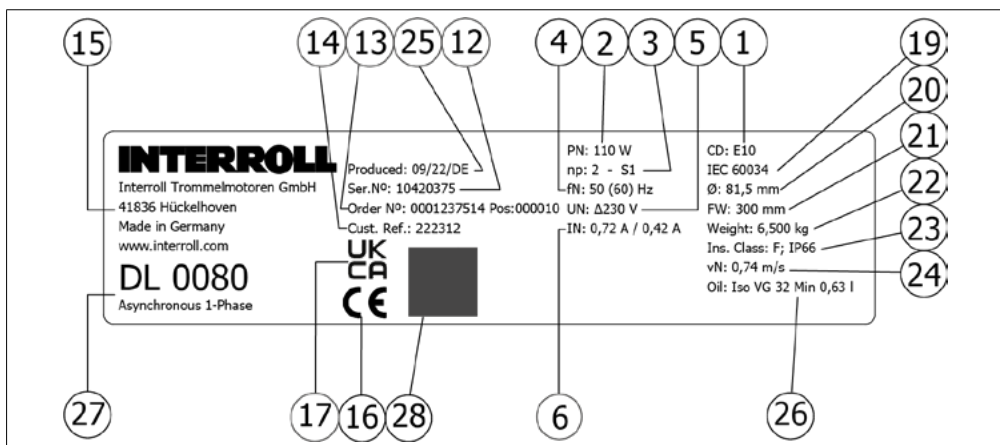 15 14 13 25 12 4 2 3 5 1 19
20
21
22
23
24
INTERROLL
Interroll Trommelmotoren GmbH
41836 Hückelhoven
Made in Germany
www.interroll.com
DL 0080
Asynchronous 1-Phase
Produced: 09/22/DE
Ser.Nº: 10420375
Order Nº: 0001237514 Pos:000010
Cust. Ref.: 222312
UK
CA
CE
PN: 110 W
np: 2 - S1
fN: 50 (60) Hz
UN: Δ230 V
IN: 0,72 A / 0,42 A
CD: E10
IEC 60034
Ø: 81,5 mm
FW: 300 mm
Weight: 6,500 kg
Ins. Class: F; IP66
vN: 0,74 m/s
Oil: Iso VG 32 Min 0,63 l
27 17 16 28 6 26